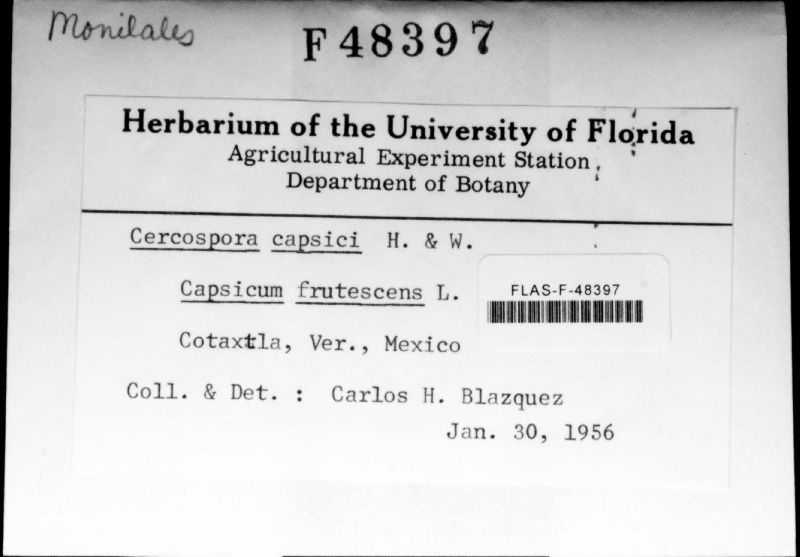 Monilales
F48397
Herbarium of the University of Florida
Agricultural Experiment Station
Department of Botany
Cercospora capsici H. & W.
Capsicum frutescens L.
FLAS-F-48397
Cotaxtla, Ver., Mexico
Coll. & Det. : Carlos H. Blazquez
Jan. 30, 1956